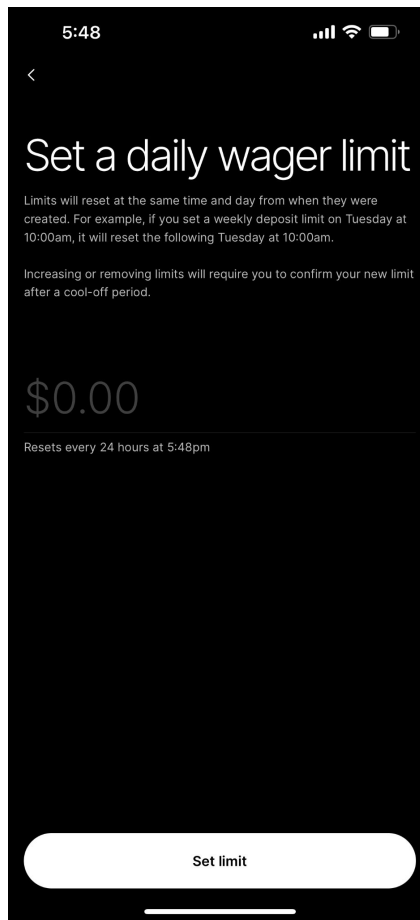 5:48
Set a daily wager limit
Limits will reset at the same time and day from when they were
created. For example, if you set a weekly deposit limit on Tuesday at
10:00am, it will reset the following Tuesday at 10:00am.
Increasing or removing limits will require you to confirm your new limit
after a cool-off period.
$0.00
Resets every 24 hours at 5:48pm
Set limit